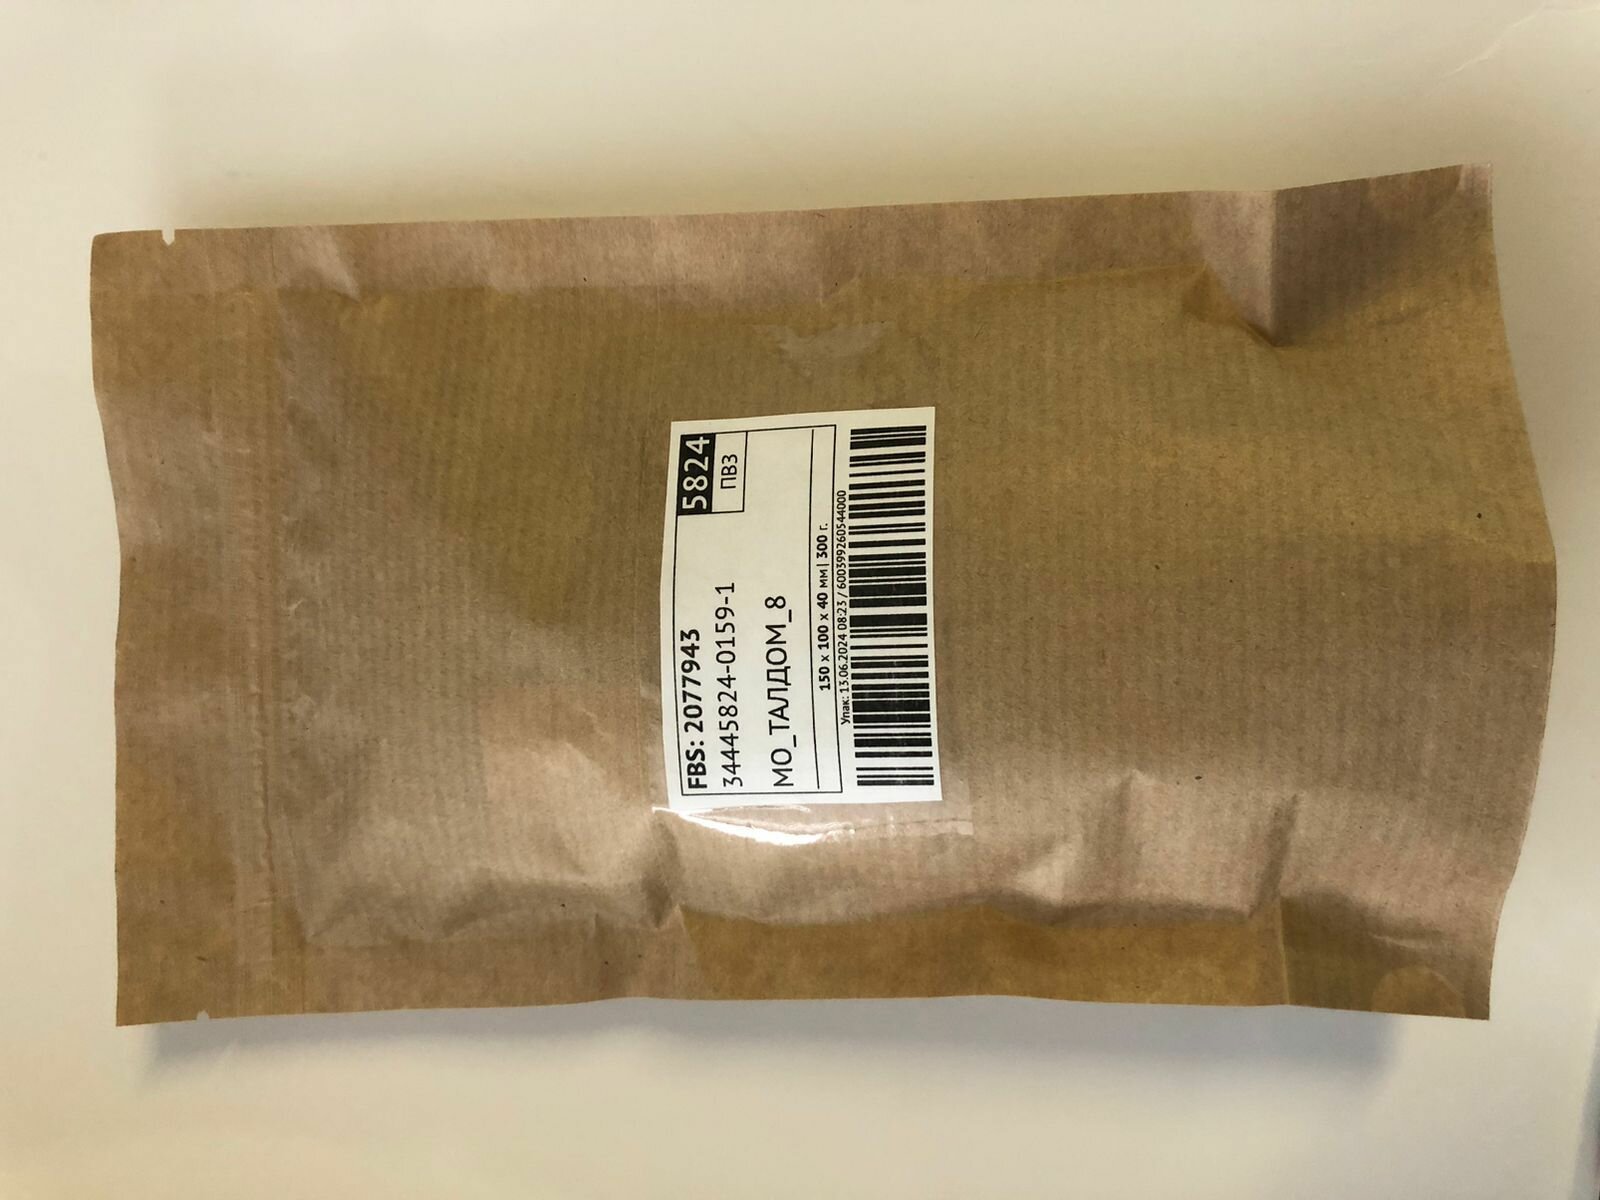 FBS: 2077943
5824
34445824-0159-1
ПВЗ
МО_ТАЛДОМ_8
150 x 100 x 40 мм | 300 г.
Упак: 13.06.2024 08:23 / 600399260544000